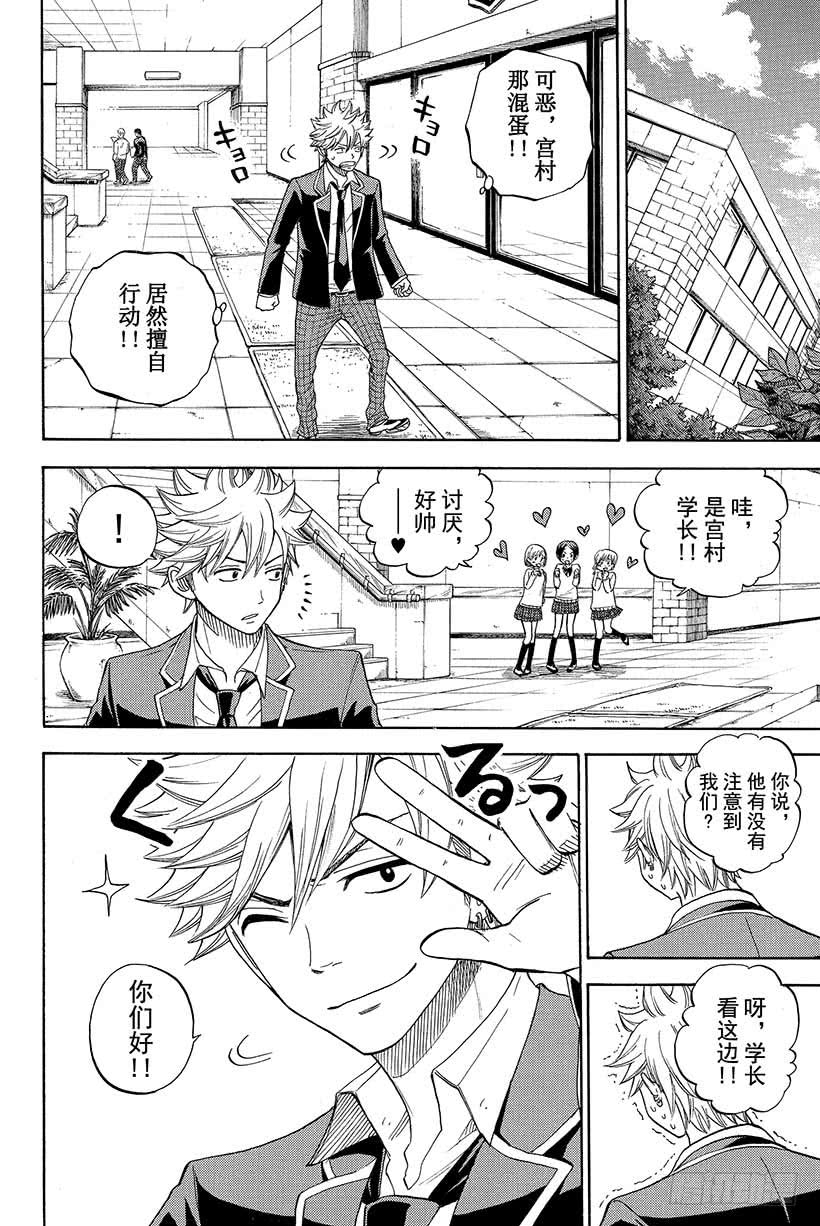 可恶，宫村
那混蛋!!
キョロ
キョロ
居然擅自
行动!!
哇，
是宫村
学长!!
讨厌，
好帅
——♥
！
你说，
他有没有
注意到
我们？
呀，学长
看这边!!
くるっ
你们好!!